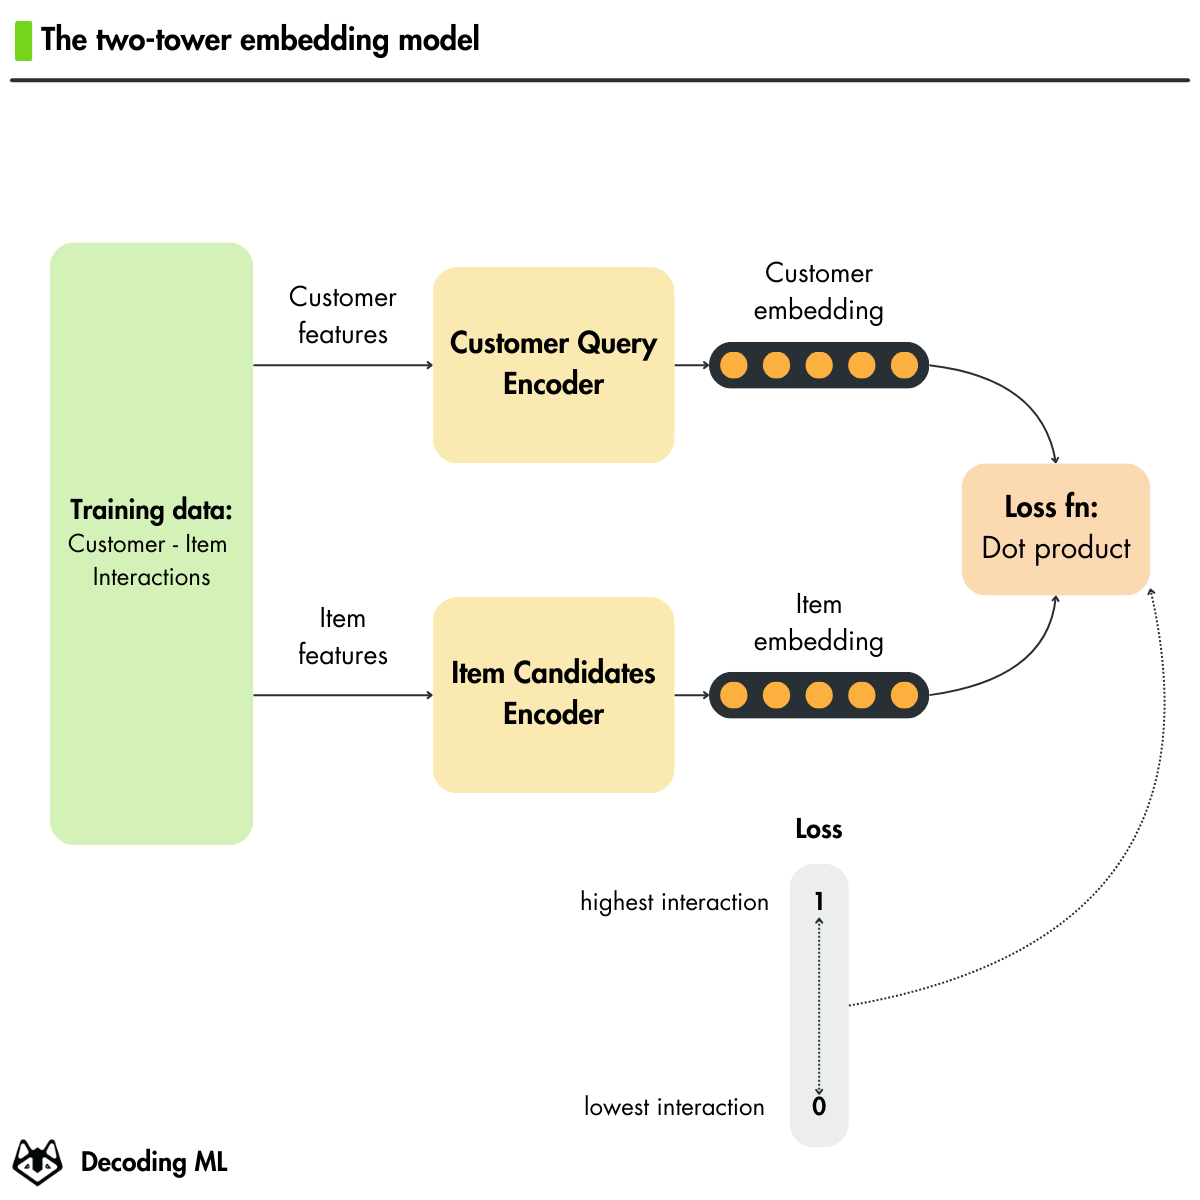 The two-tower embedding model
Customer
features
Customer Query
Encoder
Customer
embedding
Training data:
Customer - Item
Interactions
Loss fn:
Dot product
Item
features
Item Candidates
Encoder
Item
embedding
Loss
highest interaction
1
lowest interaction
0
Decoding ML